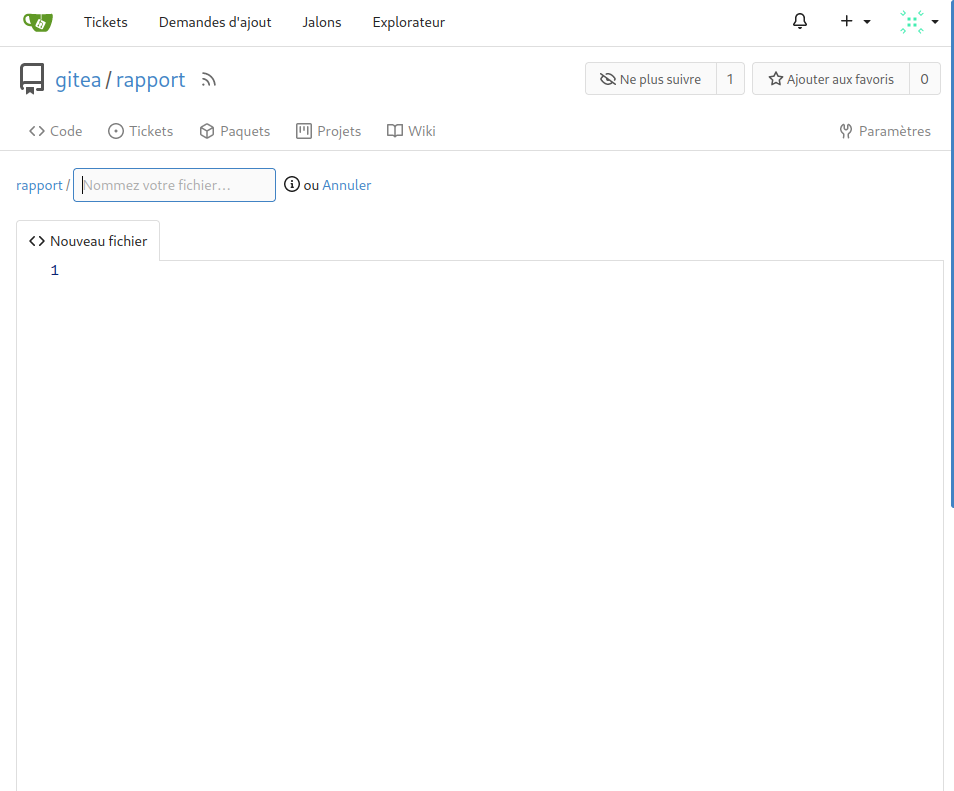 Tickets Demandes d'ajout Jalons Explorateur
gitea / rapport Ne plus suivre 1 Ajouter aux favoris 0
Code Tickets Paquets Projets Wiki Paramètres
rapport / Nommez votre fichier… ou Annuler
Nouveau fichier
1